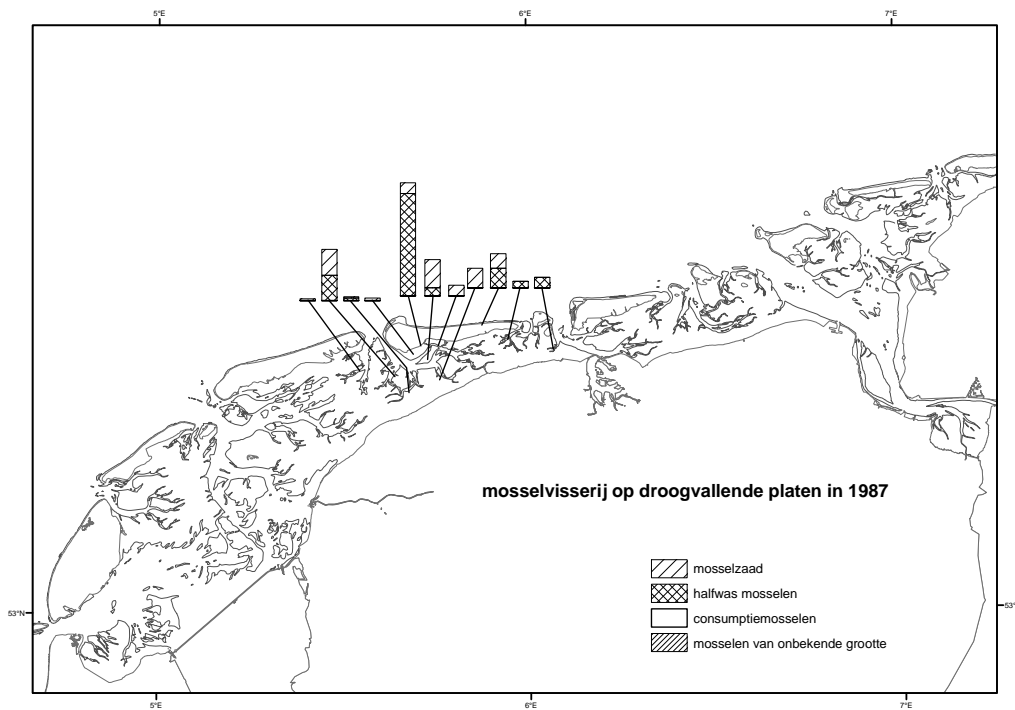 5°E 6°E 7°E
mosselvisserij op droogvallende platen in 1987
mosselzaad
halfwas mosselen
53°N 53°
consumptiemosselen
mosselen van onbekende grootte
5°E 6°E 7°E